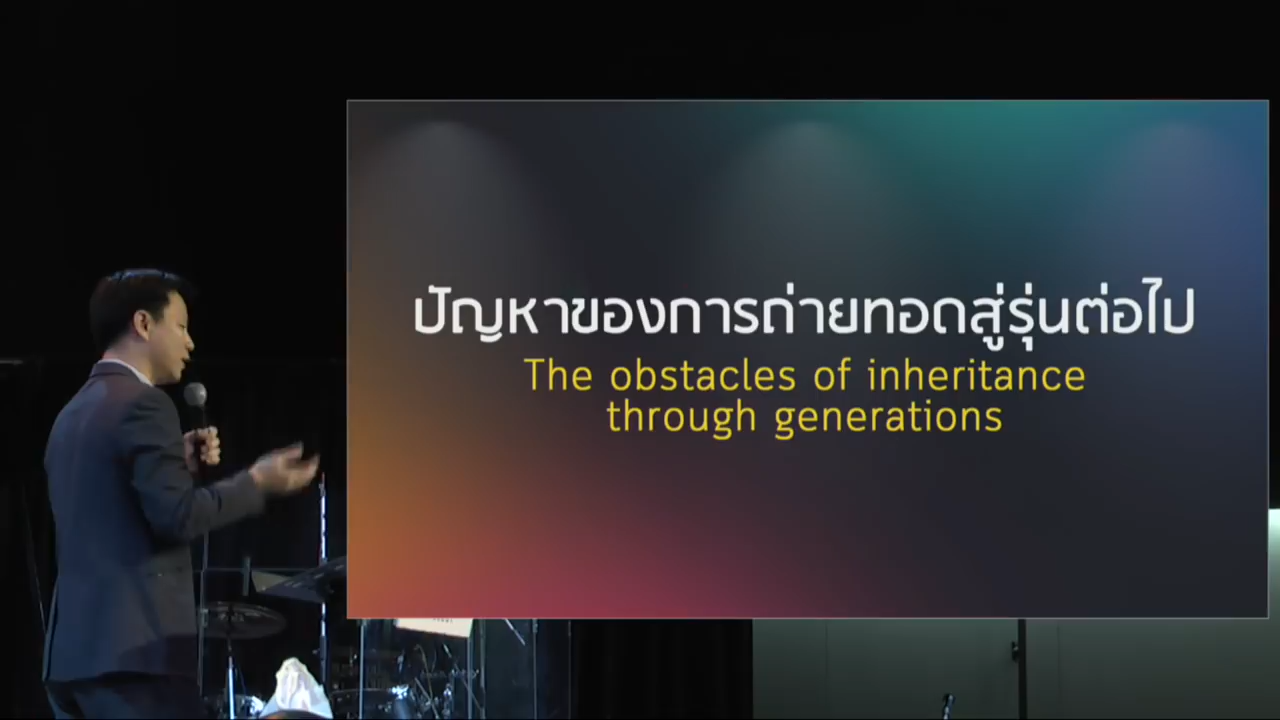 ปัญหาของการถ่ายทอดสู่รุ่นต่อไป
The obstacles of inheritance
through generations